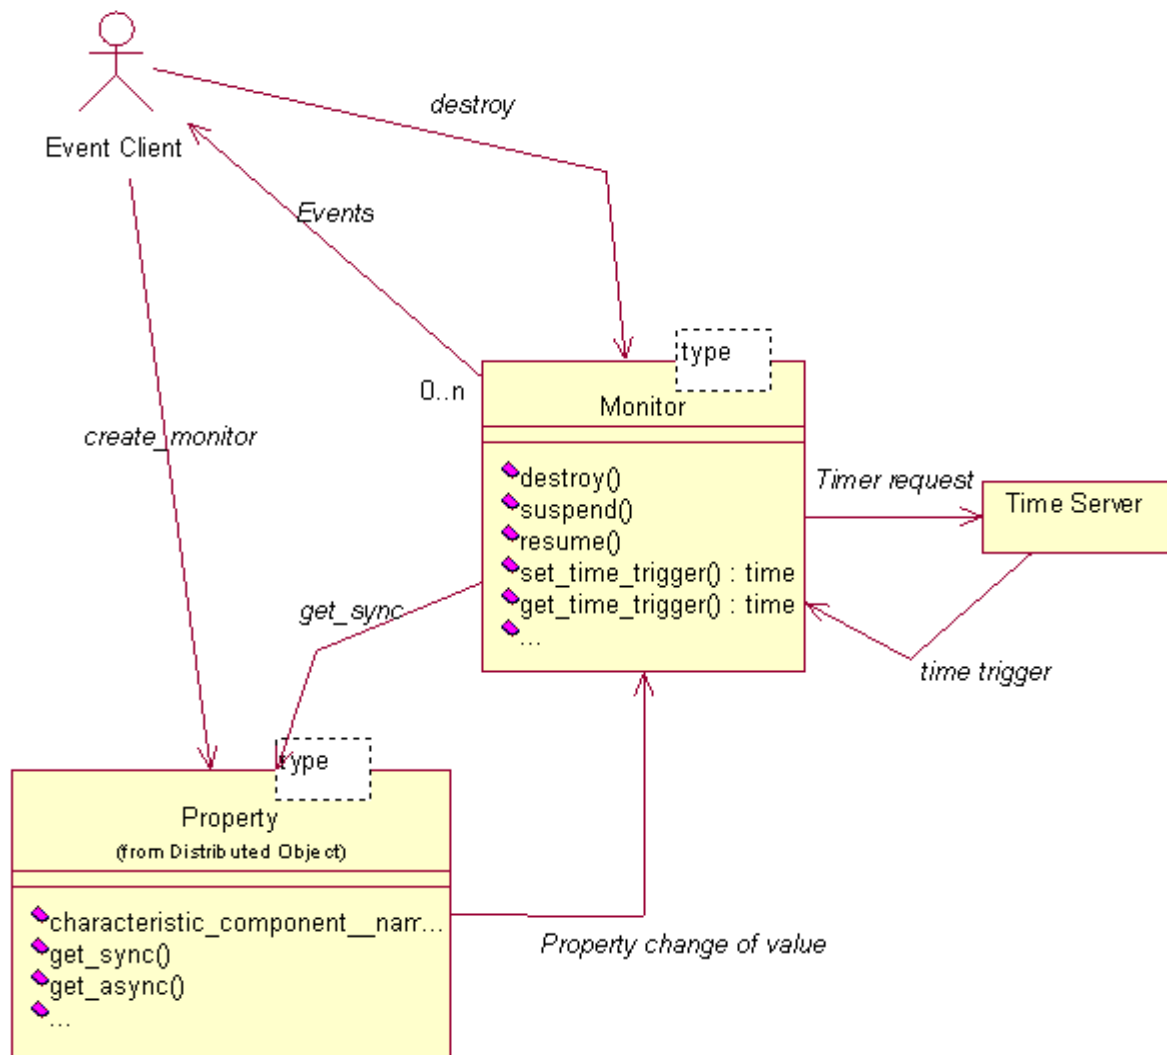 destroy
Event Client
Events
type
0..n
Monitor
create_monitor
destroy()
suspend()
resume()
set_time_trigger() : time
get_time_trigger() : time
...
Timer request
Time Server
get_sync
time trigger
type
Property
(from Distributed Object)
characteristic_component__narr...
get_sync()
get_async()
...
Property change of value